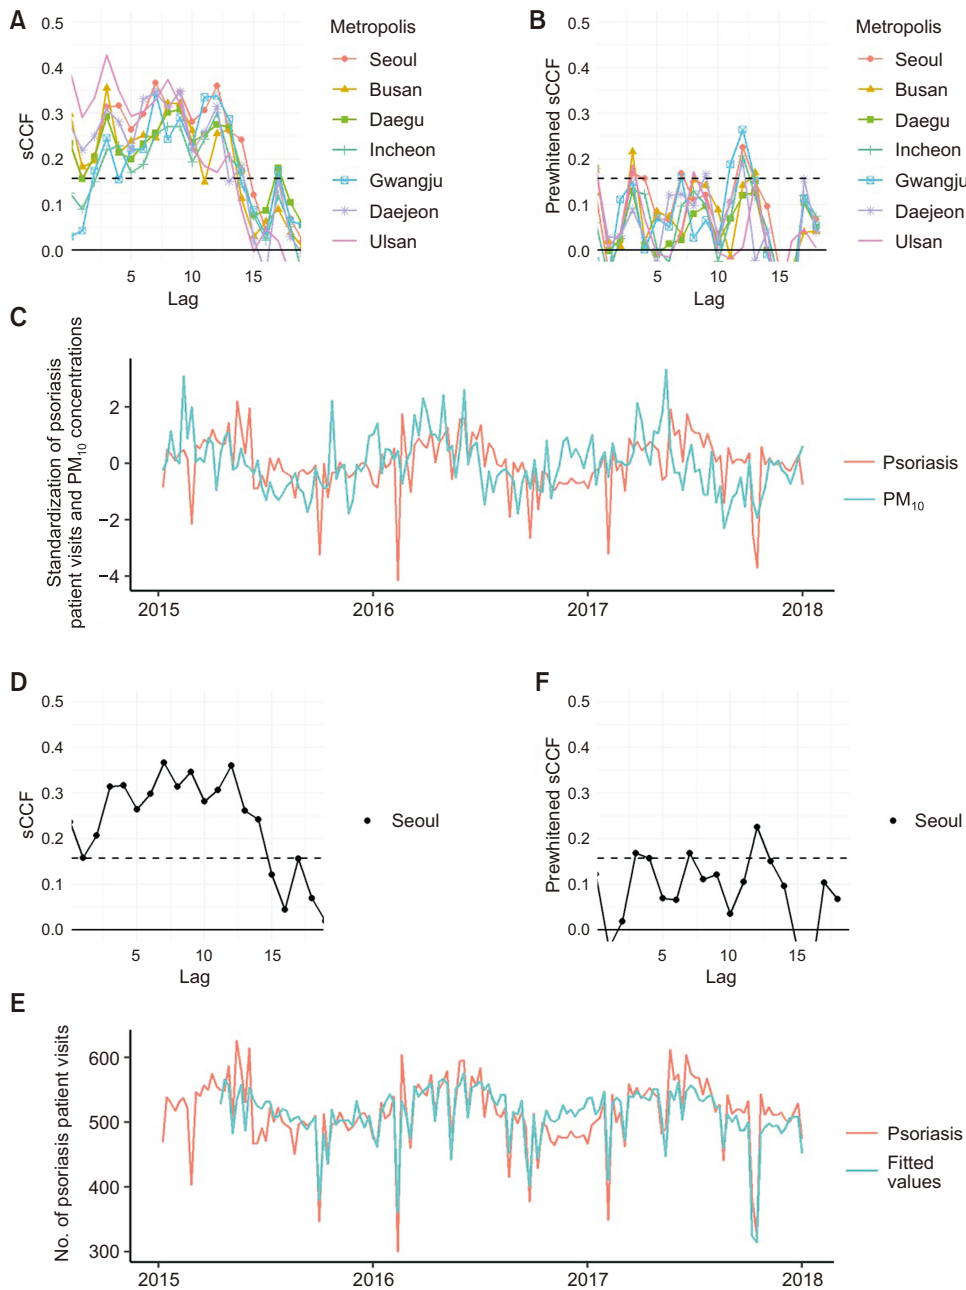 A
0.5
0.4
0.3
0.2
0.1
0.0
sCCF
5
10
15
Lag
Metropolis
Seoul
Busan
Daegu
Incheon
Gwangju
Daejeon
Ulsan
B
0.5
0.4
0.3
0.2
0.1
0.0
Prewhitened sCCF
5
10
15
Lag
Metropolis
Seoul
Busan
Daegu
Incheon
Gwangju
Daejeon
Ulsan
C
Standardization of psoriasis
patient visits and PM10 concentrations
2
0
−2
−4
2015
2016
2017
2018
Psoriasis
PM10
D
0.5
0.4
0.3
0.2
0.1
0.0
sCCF
5
10
15
Lag
Seoul
F
0.5
0.4
0.3
0.2
0.1
0.0
Prewhitened sCCF
5
10
15
Lag
Seoul
E
No. of psoriasis patient visits
600
500
400
300
2015
2016
2017
2018
Psoriasis
Fitted
values